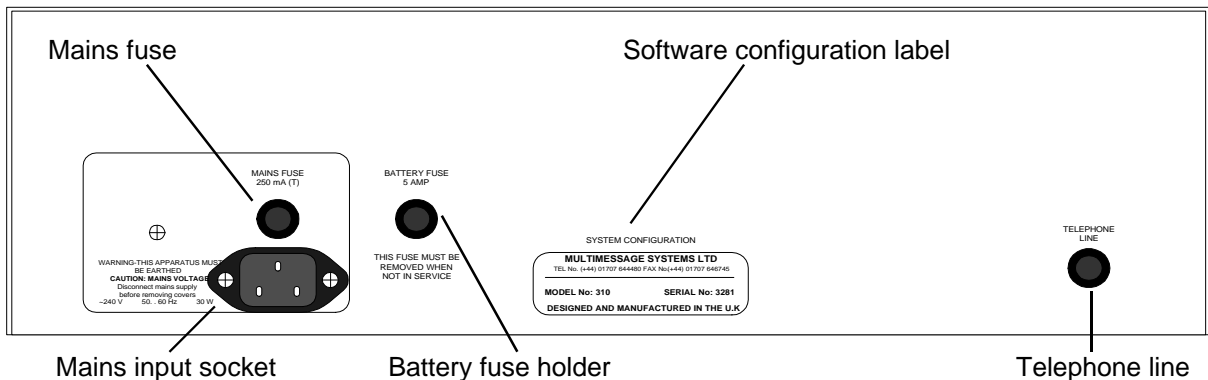 Mains fuse
Software configuration label
MAINS FUSE
250 mA (T)
BATTERY FUSE
5 AMP
THIS FUSE MUST BE
REMOVED WHEN
NOT IN SERVICE
WARNING-THIS APPARATUS MUST
BE EARTHED
CAUTION: MAINS VOLTAGE
Disconnect mains supply
before removing covers
~240 V 50. . 60 Hz 30 W
SYSTEM CONFIGURATION
MULTIMESSAGE SYSTEMS LTD
TEL No. (+44) 01707 644480 FAX No(+44) 01707 646745
MODEL No: 310 SERIAL No: 3281
DESIGNED AND MANUFACTURED IN THE U.K
TELEPHONE
LINE
Mains input socket
Battery fuse holder
Telephone line